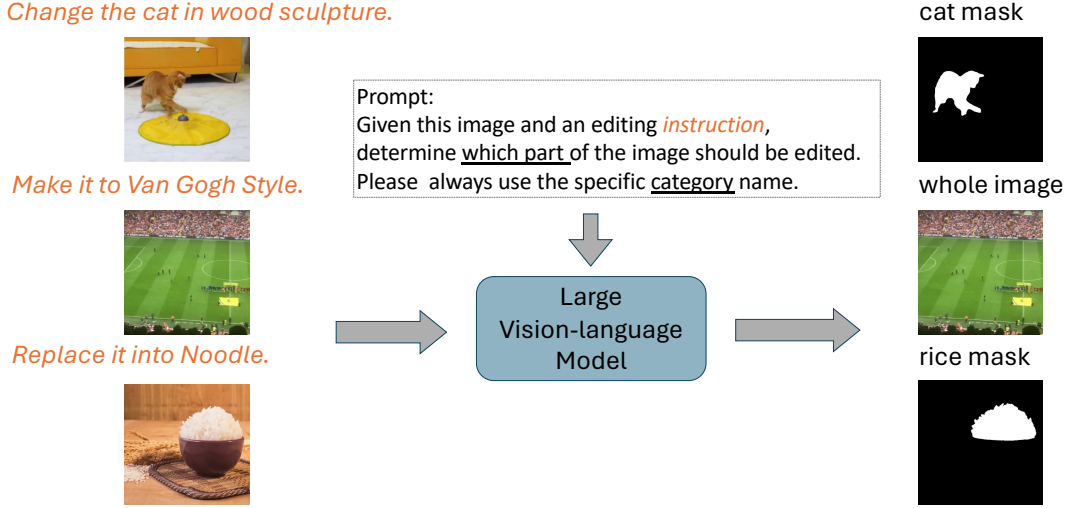 Change the cat in wood sculpture.
cat mask
Prompt:
Given this image and an editing instruction,
determine which part of the image should be edited.
Please always use the specific category name.
Make it to Van Gogh Style.
whole image
Large
Vision-language
Model
Replace it into Noodle.
rice mask